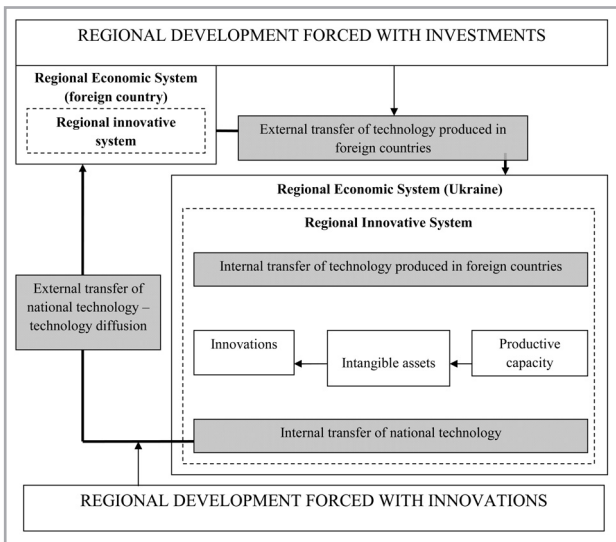 REGIONAL DEVELOPMENT FORCED WITH INVESTMENTS
Regional Economic System
(foreign country)
Regional innovative
system
External transfer of technology produced in
foreign countries
Regional Economic System (Ukraine)
Regional Innovative System
Internal transfer of technology produced in foreign countries
External transfer of
national technology –
technology diffusion
Innovations
Intangible assets
Productive
capacity
Internal transfer of national technology
REGIONAL DEVELOPMENT FORCED WITH INNOVATIONS